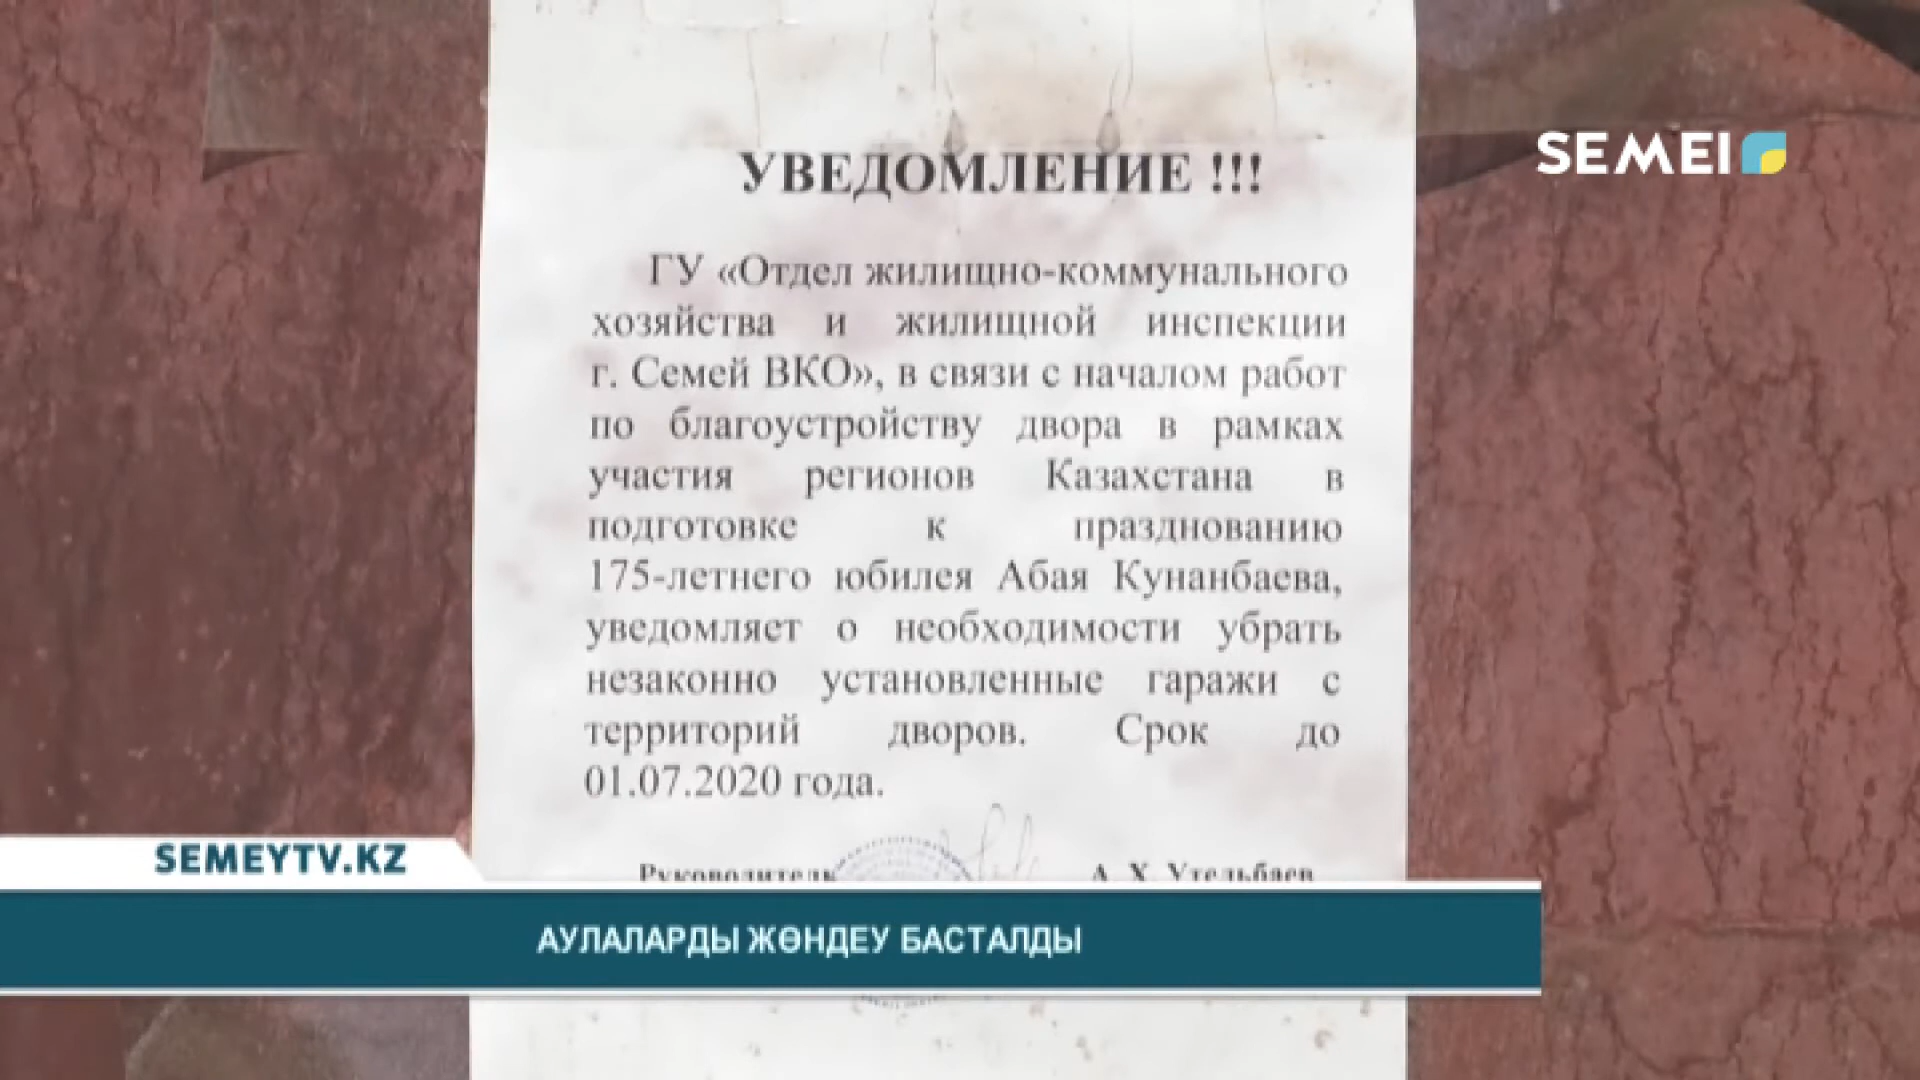 УВЕДОМЛЕНИЕ !!!
SEMEI
ГУ «Отдел жилищно-коммунального
хозяйства и жилищной инспекции
г. Семей ВКО», в связи с началом работ
по благоустройству двора в рамках
участия регионов Казахстана в
подготовке к празднованию
175-летнего юбилея Абая Кунанбаева,
уведомляет о необходимости убрать
незаконно установленные гаражи с
территорий дворов. Срок до
01.07.2020 года.
Руководитель А. Х. Утельбаев
SEMEYTV.KZ
АУЛАЛАРДЫ ЖӨНДЕУ БАСТАЛДЫ